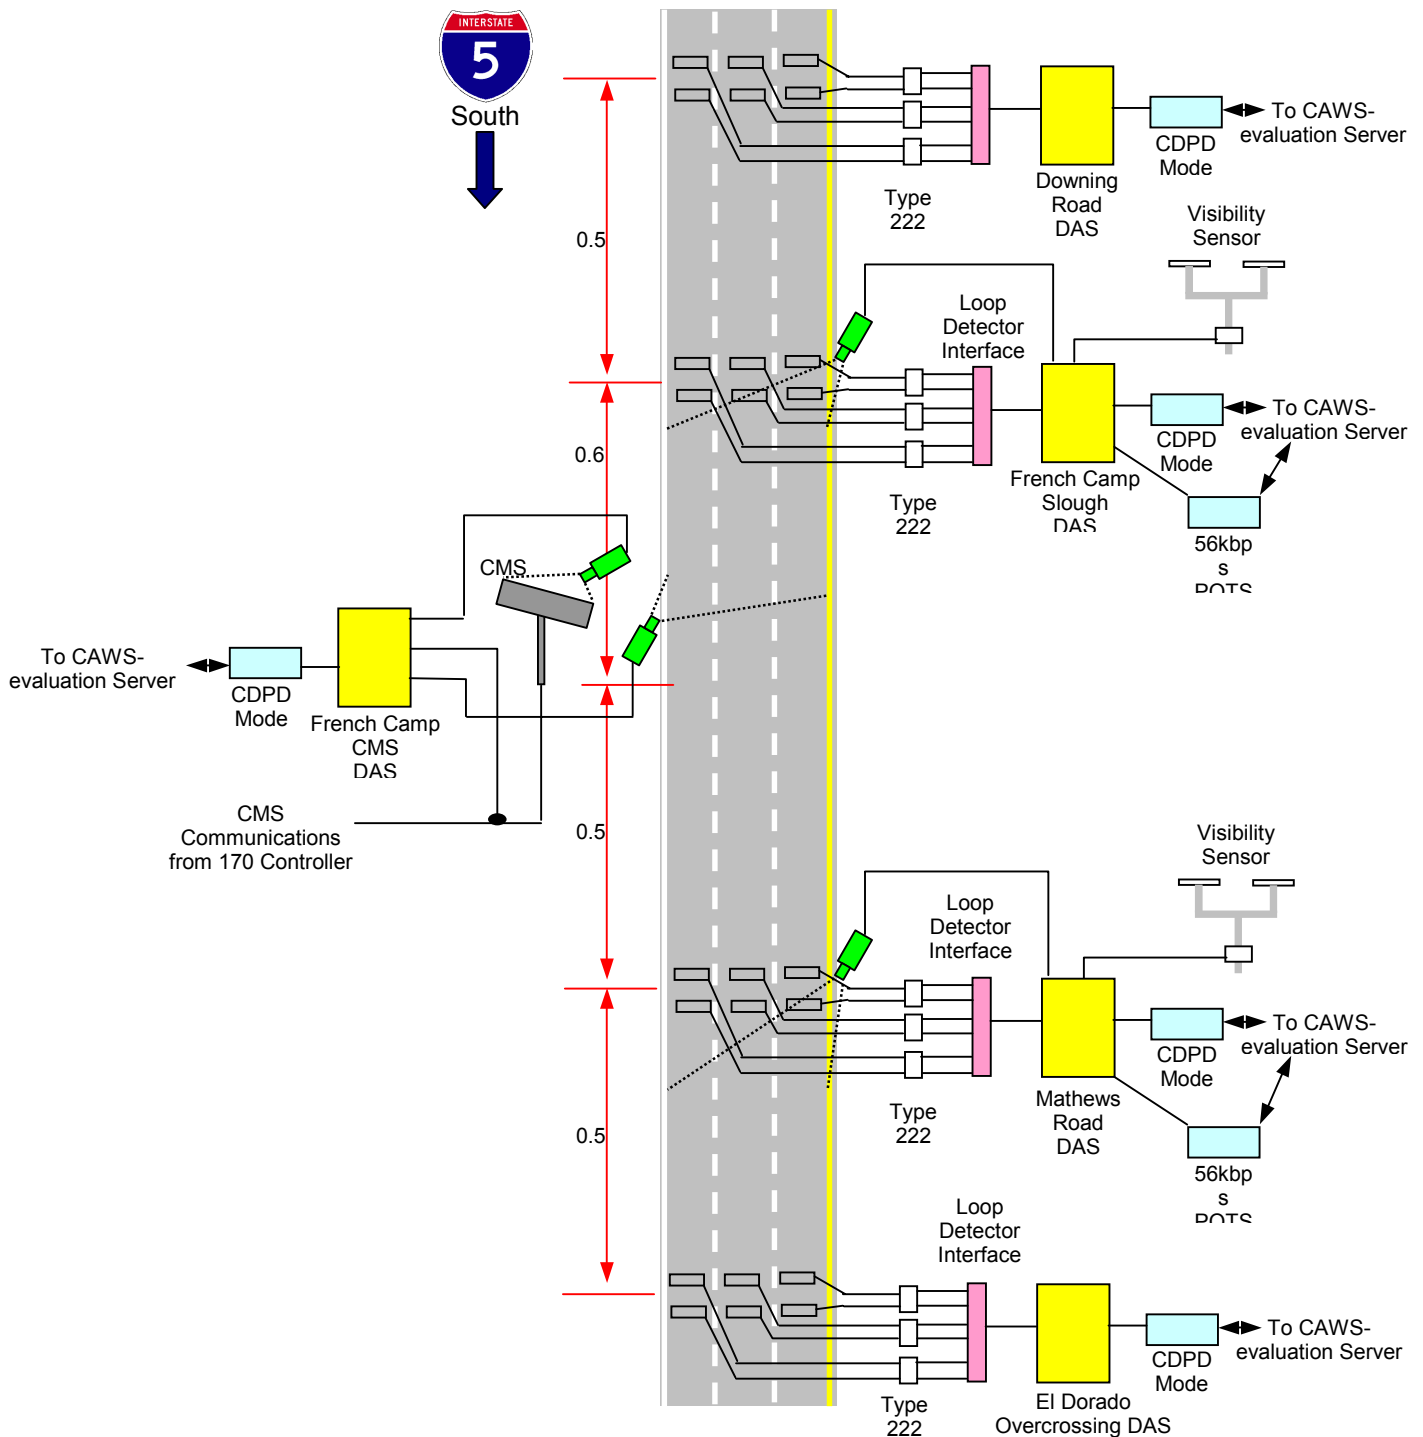 INTERSTATE
5
South
To CAWS-
evaluation Server
CDPD
Mode
Downing
Road
DAS
Type
222
Visibility
Sensor
0.5
Loop
Detector
Interface
To CAWS-
evaluation Server
CDPD
Mode
0.6
French Camp
Slough
DAS
Type
222
56kbp
s
POTS
CMS
To CAWS-
evaluation Server
CDPD
Mode
French Camp
CMS
DAS
CMS
Communications
from 170 Controller
0.5
Visibility
Sensor
Loop
Detector
Interface
To CAWS-
evaluation Server
CDPD
Mode
Mathews
Road
DAS
Type
222
0.5
56kbp
s
POTS
Loop
Detector
Interface
To CAWS-
evaluation Server
CDPD
Mode
El Dorado
Overcrossing DAS
Type
222